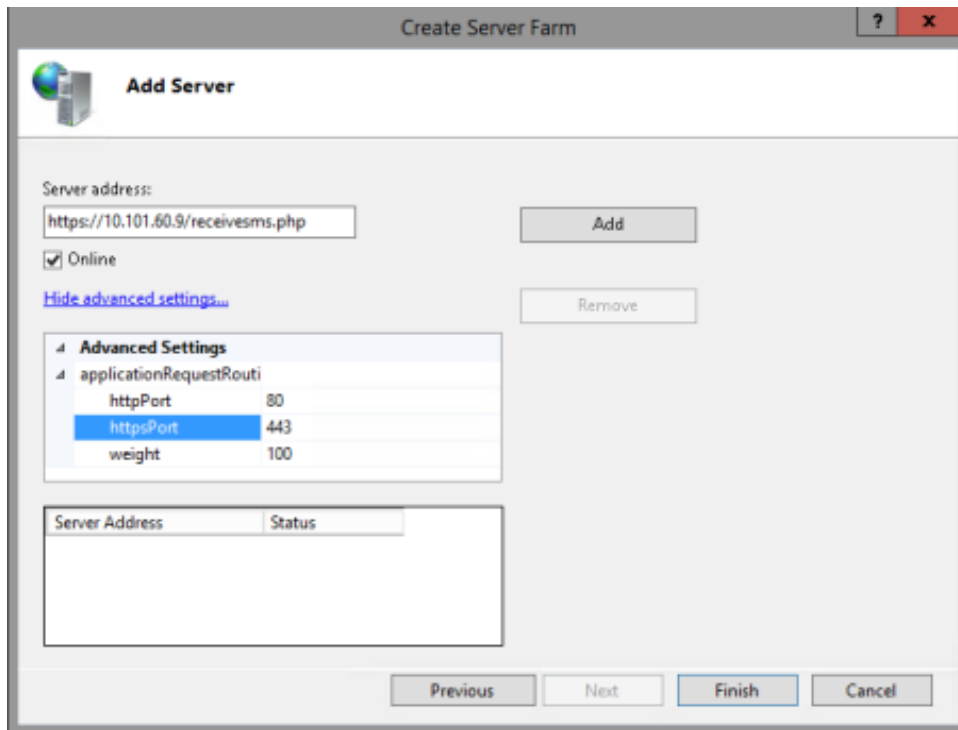 Create Server Farm
?
x
Add Server
Server address:
https://10.101.60.9/receivesms.php
Add
Online
Hide advanced settings...
Remove
Advanced Settings
applicationRequestRouti
httpPort 80
httpsPort 443
weight 100
Server Address Status
Previous Next Finish Cancel